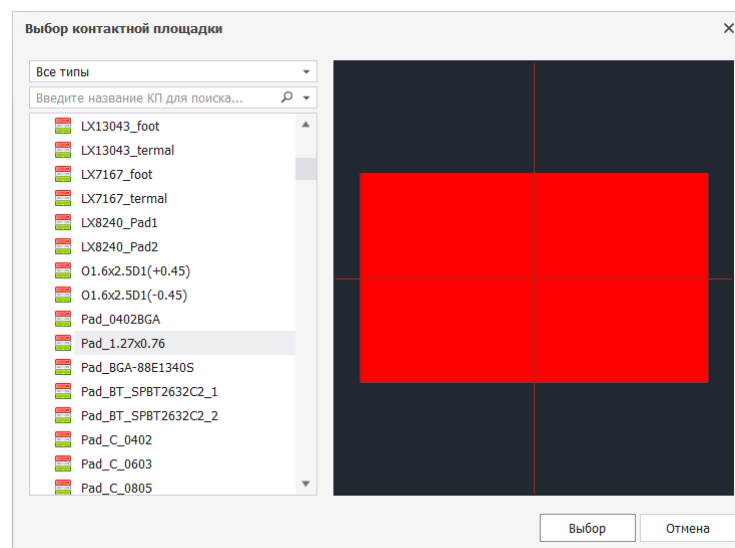 Выбор контактной площадки
Все типы
Введите название КП для поиска...
LX13043_foot
LX13043_termal
LX7167_foot
LX7167_termal
LX8240_Pad1
LX8240_Pad2
O1.6x2.5D1(+0.45)
O1.6x2.5D1(-0.45)
Pad_0402BGA
Pad_1.27x0.76
Pad_BGA-88E1340S
Pad_BT_SPBT2632C2_1
Pad_BT_SPBT2632C2_2
Pad_C_0402
Pad_C_0603
Pad_C_0805
Выбор
Отмена